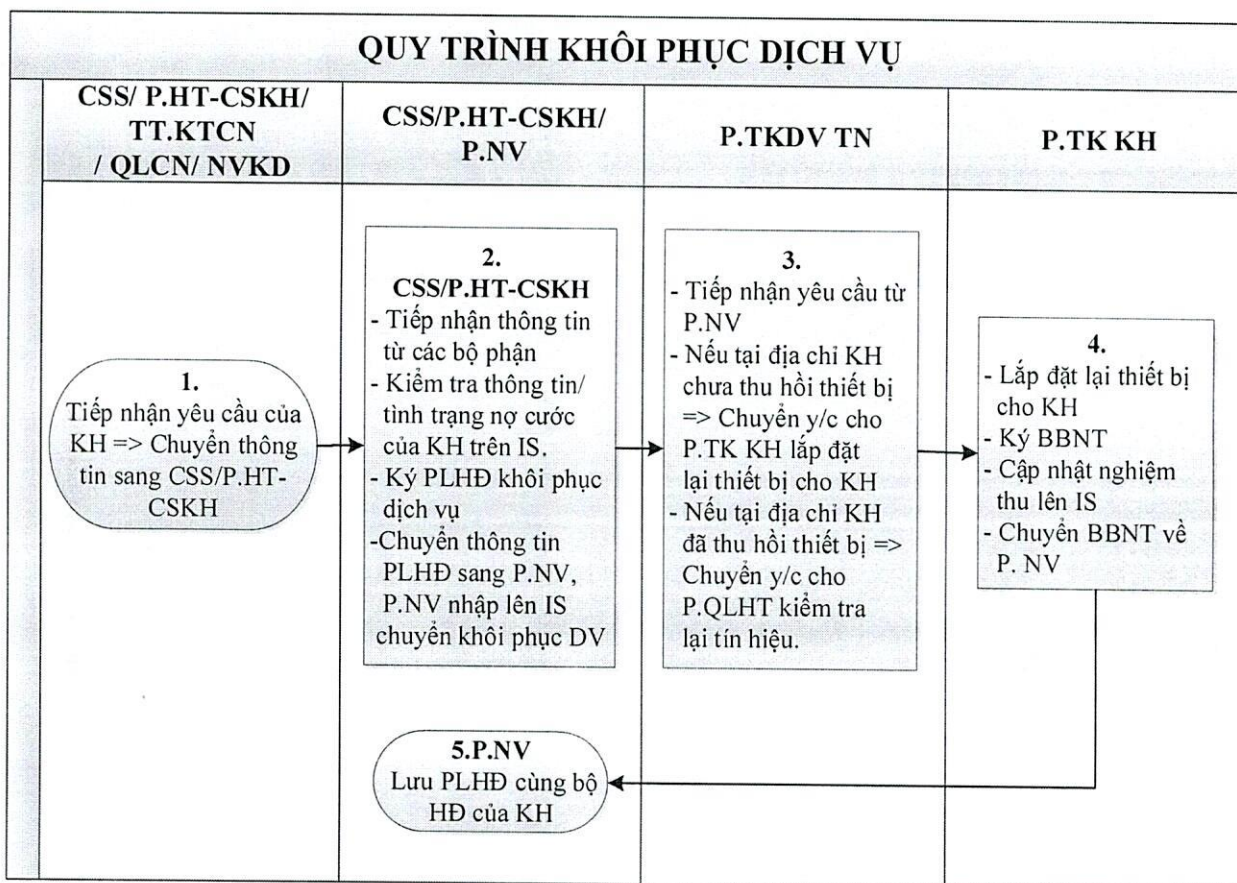 QUY TRÌNH KHÔI PHỤC DỊCH VỤ
CSS/ P.HT-CSKH/
TT.KTCN
/ QLCN/ NVKD
CSS/P.HT-CSKH/
P.NV
P.TKDV TN
P.TK KH
1.
Tiếp nhận yêu cầu của
KH => Chuyển thông
tin sang CSS/P.HT-
CSKH
2.
CSS/P.HT-CSKH
- Tiếp nhận thông tin
từ các bộ phận
- Kiểm tra thông tin/
tình trạng nợ cước
của KH trên IS.
- Ký PLHĐ khôi phục
dịch vụ
-Chuyển thông tin
PLHĐ sang P.NV,
P.NV nhập lên IS
chuyển khôi phục DV
3.
- Tiếp nhận yêu cầu từ
P.NV
- Nếu tại địa chỉ KH
chưa thu hồi thiết bị
=> Chuyển y/c cho
P.TK KH lắp đặt
lại thiết bị cho KH
- Nếu tại địa chỉ KH
đã thu hồi thiết bị =>
Chuyển y/c cho
P.QLHT kiểm tra
lại tín hiệu.
4.
- Lắp đặt lại thiết bị
cho KH
- Ký BBNT
- Cập nhật nghiệm
thu lên IS
- Chuyển BBNT về
P. NV
5.P.NV
Lưu PLHĐ cùng bộ
HĐ của KH